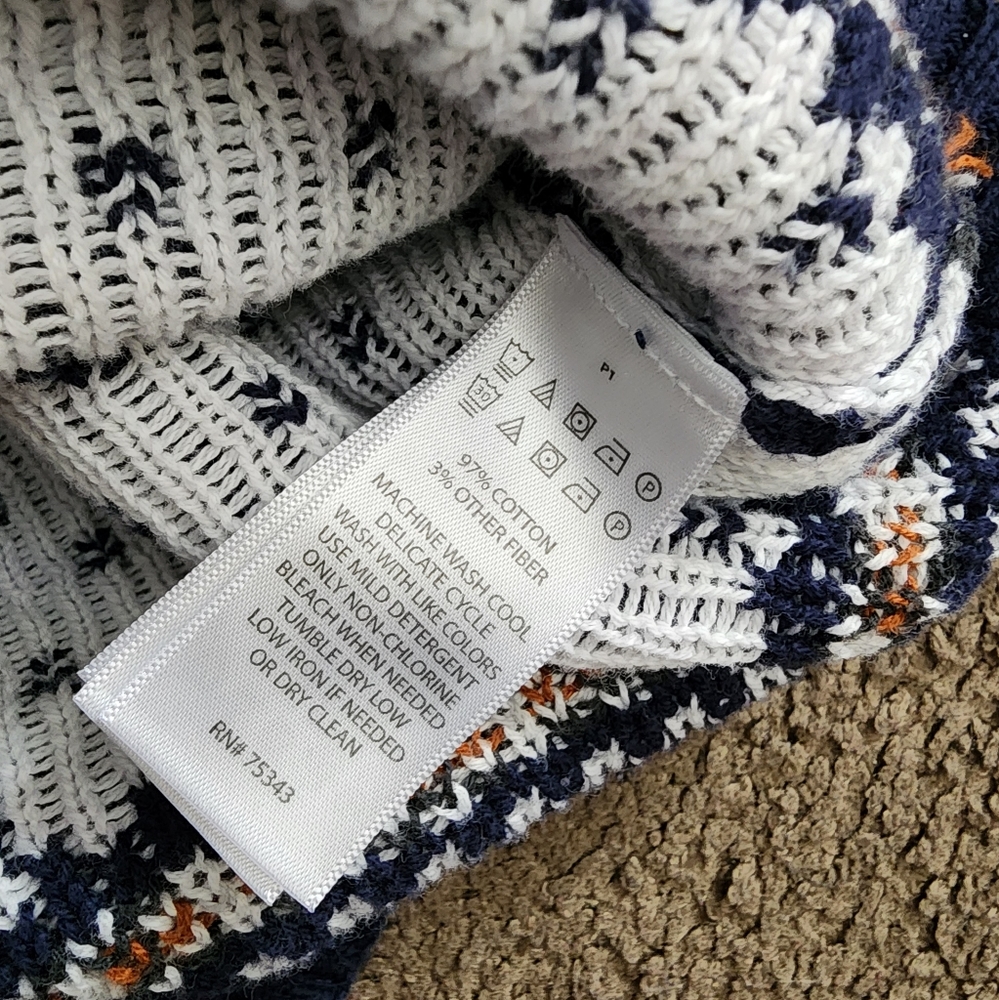 P1
30
P
P
97% COTTON
3% OTHER FIBER
MACHINE WASH COOL
DELICATE CYCLE
WASH WITH LIKE COLORS
USE MILD DETERGENT
ONLY NON-CHLORINE
BLEACH WHEN NEEDED
TUMBLE DRY LOW
LOW IRON IF NEEDED
OR DRY CLEAN
RN# 75343